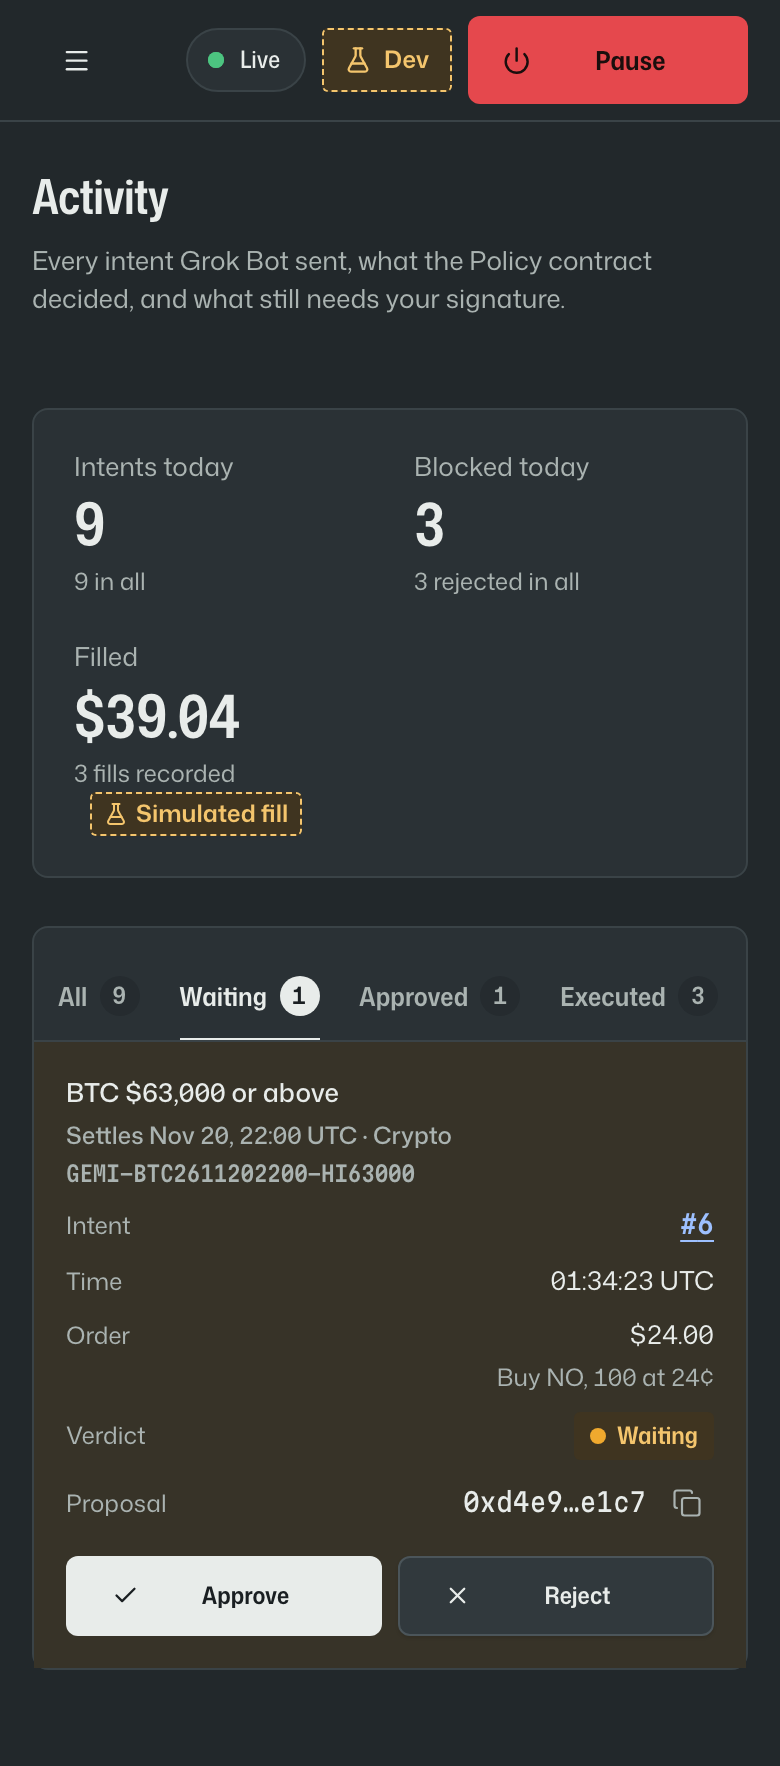 Live
Dev
Pause
Activity
Every intent Grok Bot sent, what the Policy contract
decided, and what still needs your signature.
Intents today
9
9 in all
Blocked today
3
3 rejected in all
Filled
$39.04
3 fills recorded
Simulated fill
All 9
Waiting 1
Approved 1
Executed 3
BTC $63,000 or above
Settles Nov 20, 22:00 UTC · Crypto
GEMI-BTC2611202200-HI63000
Intent #6
Time 01:34:23 UTC
Order $24.00
Buy NO, 100 at 24¢
Verdict Waiting
Proposal 0xd4e9…e1c7
Approve
Reject